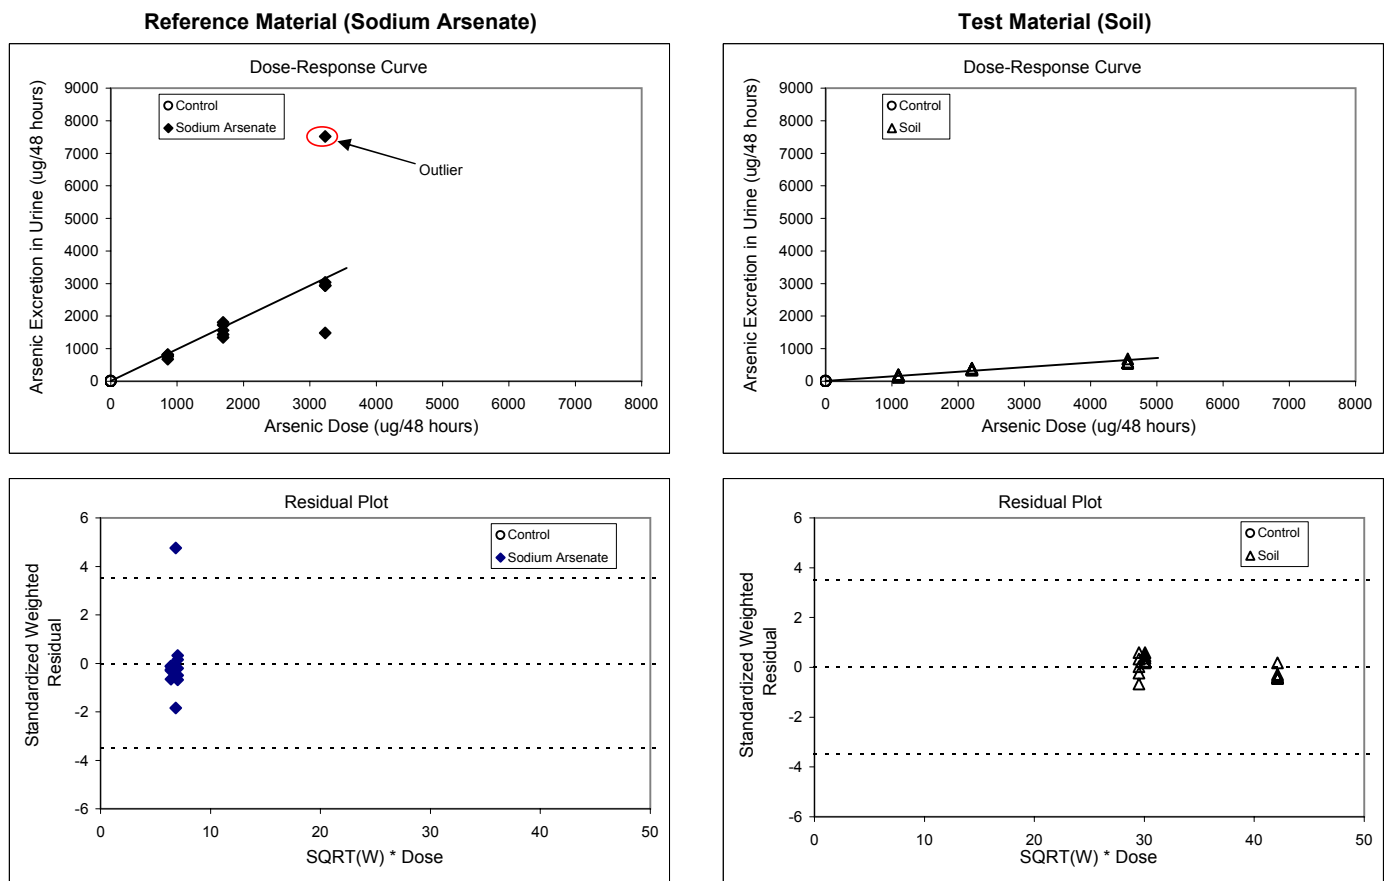 Reference Material (Sodium Arsenate)
Test Material (Soil)
Dose-Response Curve
Arsenic Excretion in Urine (ug/48 hours)
9000
8000
7000
6000
5000
4000
3000
2000
1000
0
Control
Sodium Arsenate
Outlier
0 1000 2000 3000 4000 5000 6000 7000 8000
Arsenic Dose (ug/48 hours)
Dose-Response Curve
Arsenic Excretion in Urine (ug/48 hours)
9000
8000
7000
6000
5000
4000
3000
2000
1000
0
Control
Soil
0 1000 2000 3000 4000 5000 6000 7000 8000
Arsenic Dose (ug/48 hours)
Residual Plot
Standardized Weighted
Residual
6
4
2
0
-2
-4
-6
Control
Sodium Arsenate
0 10 20 30 40 50
SQRT(W) * Dose
Residual Plot
Standardized Weighted
Residual
6
4
2
0
-2
-4
-6
Control
Soil
0 10 20 30 40 50
SQRT(W) * Dose